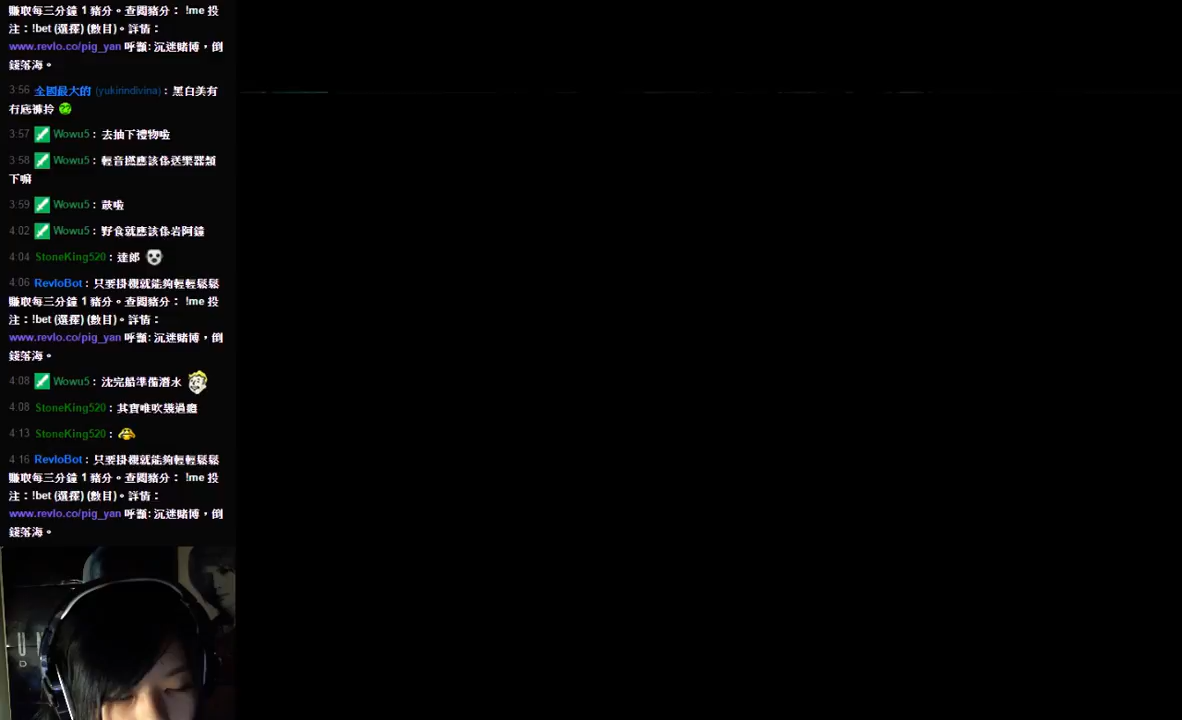 賺取每三分鐘 1 豬分。查閱豬分： !me 投
注：!bet (選擇) (數目)。詳情：
www.revlo.co/pig_yan 呼籲: 沉迷賭博，倒
錢落海。
3:56 全國最大的 (yukirindivina)：黑白美有
冇底褲拎
3:57 Wowu5：去抽下禮物啦
3:58 Wowu5：輕音搣應該係送樂器類
下嘛
3:59 Wowu5：鼓啦
4:02 Wowu5：野食就應該係岩阿鐘
4:04 StoneKing520：達郎
4:06 RevloBot：只要掛機就能夠輕輕鬆鬆
賺取每三分鐘 1 豬分。查閱豬分： !me 投
注：!bet (選擇) (數目)。詳情：
www.revlo.co/pig_yan 呼籲: 沉迷賭博，倒
錢落海。
4:08 Wowu5：沈完船準備潛水
4:08 StoneKing520：其實唯吹幾過癮
4:13 StoneKing520：
4:16 RevloBot：只要掛機就能夠輕輕鬆鬆
賺取每三分鐘 1 豬分。查閱豬分： !me 投
注：!bet (選擇) (數目)。詳情：
www.revlo.co/pig_yan 呼籲: 沉迷賭博，倒
錢落海。